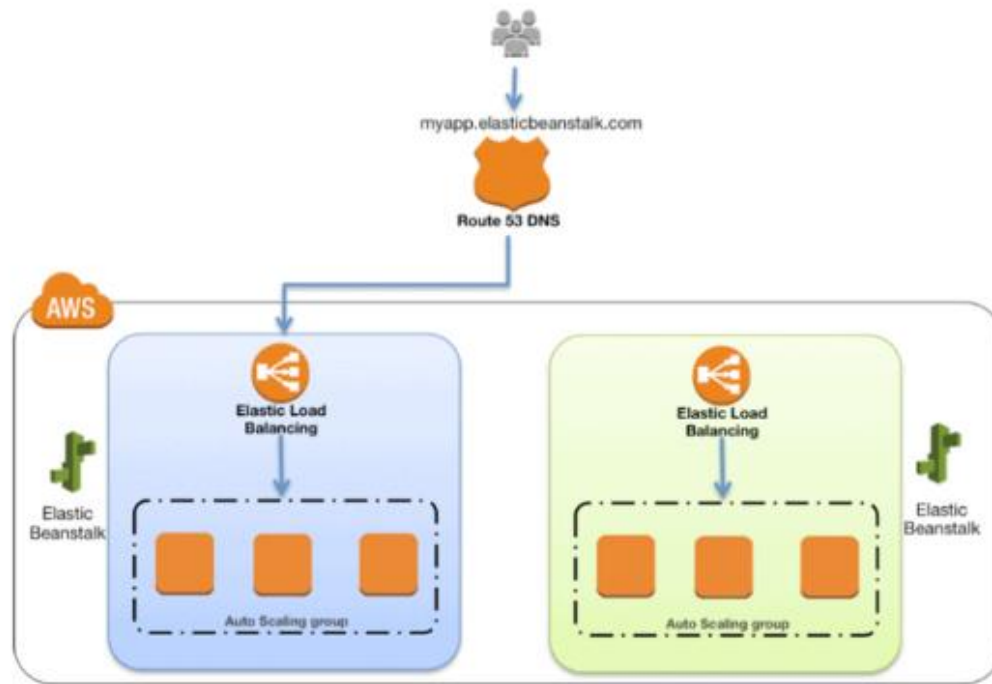 myapp.elasticbeanstalk.com
Route 53 DNS
AWS
Elastic Load
Balancing
Elastic
Beanstalk
Auto Scaling group
Elastic Load
Balancing
Elastic
Beanstalk
Auto Scaling group